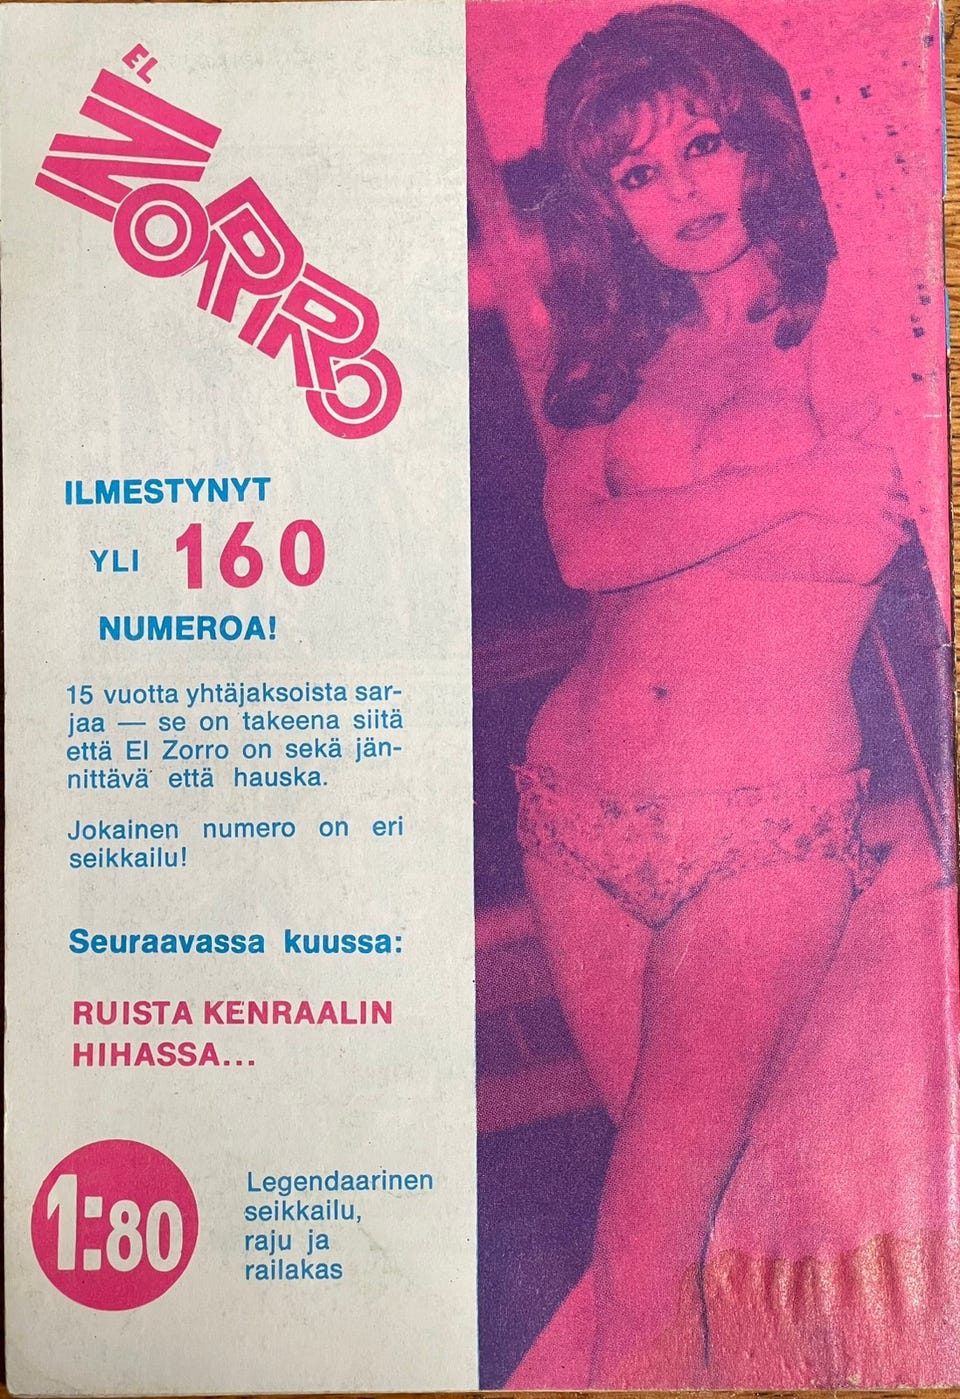 EL
ZORRO
ILMESTYNYT
YLI 160
NUMEROA!
15 vuotta yhtäjaksoista sar-
jaa — se on takeena siitä
että El Zorro on sekä jän-
nittävä että hauska.
Jokainen numero on eri
seikkailu!
Seuraavassa kuussa:
RUISTA KENRAALIN
HIHASSA...
1:80
Legendaarinen
seikkailu,
raju ja
railakas